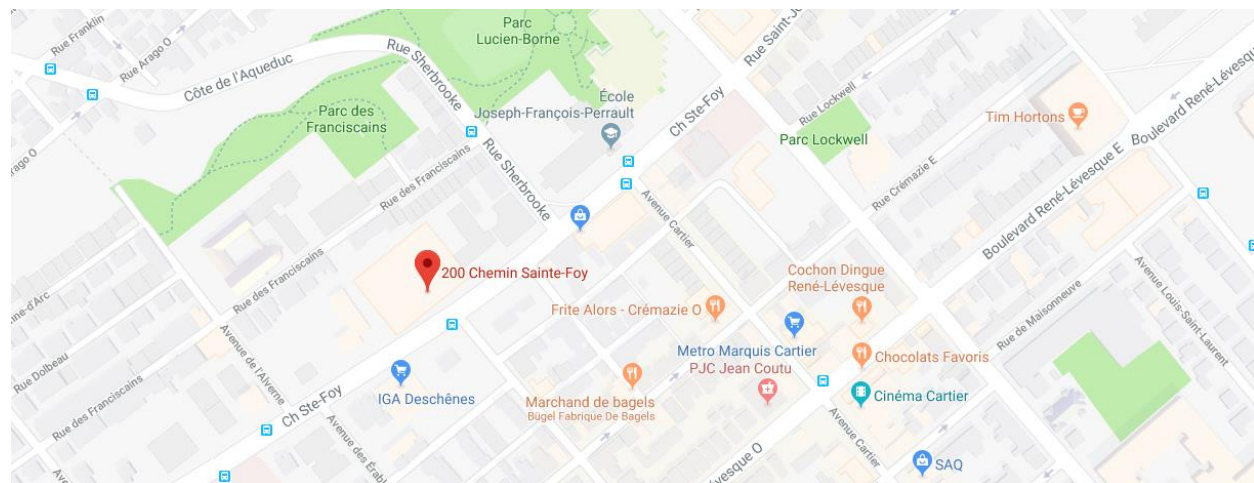 Rue Franklin
Rue Arago O
Côte de l'Aqueduc
Rue Sherbrooke
Parc
Lucien-Borne
Parc des
Franciscains
École
Joseph-François-Perrault
Ch Ste-Foy
Rue Saint-Je
Rue Lockwell
Parc Lockwell
Tim Hortons
Boulevard René-Lévesque E
Boulevard René-Lévesque
Rue Crémazie E
rago O
Rue des Franciscains
Rue Sherbrooke
Avenue Cartier
200 Chemin Sainte-Foy
Rue des Franciscains
Cochon Dingue
René-Lévesque
Frite Alors - Crémazie O
Metro Marquis Cartier
PJC Jean Coutu
Chocolats Favoris
Cinéma Cartier
Rue de Maisonneuve
Avenue Louis-Saint-Laurent
nne-d'Arc
Rue Dolbeau
Avenue de l'Alverne
IGA Deschênes
Marchand de bagels
Bügel Fabrique De Bagels
Rue des Franciscains
Ch Ste-Foy
Avenue des Érabl
évesque O
Avenue Cartier
SAQ